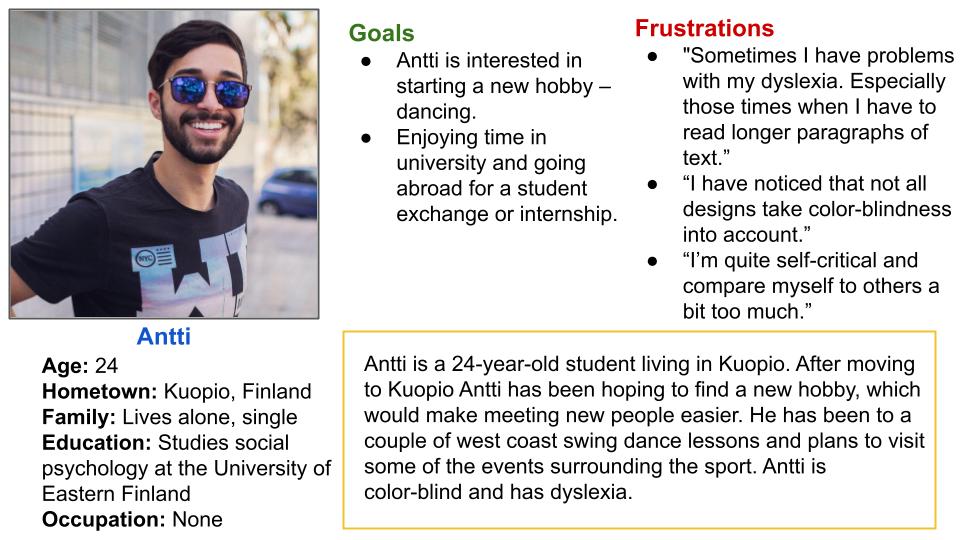 NYC
Antti
Age: 24
Hometown: Kuopio, Finland
Family: Lives alone, single
Education: Studies social
psychology at the University of
Eastern Finland
Occupation: None
Goals
● Antti is interested in
starting a new hobby –
dancing.
● Enjoying time in
university and going
abroad for a student
exchange or internship.
Frustrations
● "Sometimes I have problems
with my dyslexia. Especially
those times when I have to
read longer paragraphs of
text.”
● “I have noticed that not all
designs take color-blindness
into account.”
● “I’m quite self-critical and
compare myself to others a
bit too much.”
Antti is a 24-year-old student living in Kuopio. After moving
to Kuopio Antti has been hoping to find a new hobby, which
would make meeting new people easier. He has been to a
couple of west coast swing dance lessons and plans to visit
some of the events surrounding the sport. Antti is
color-blind and has dyslexia.